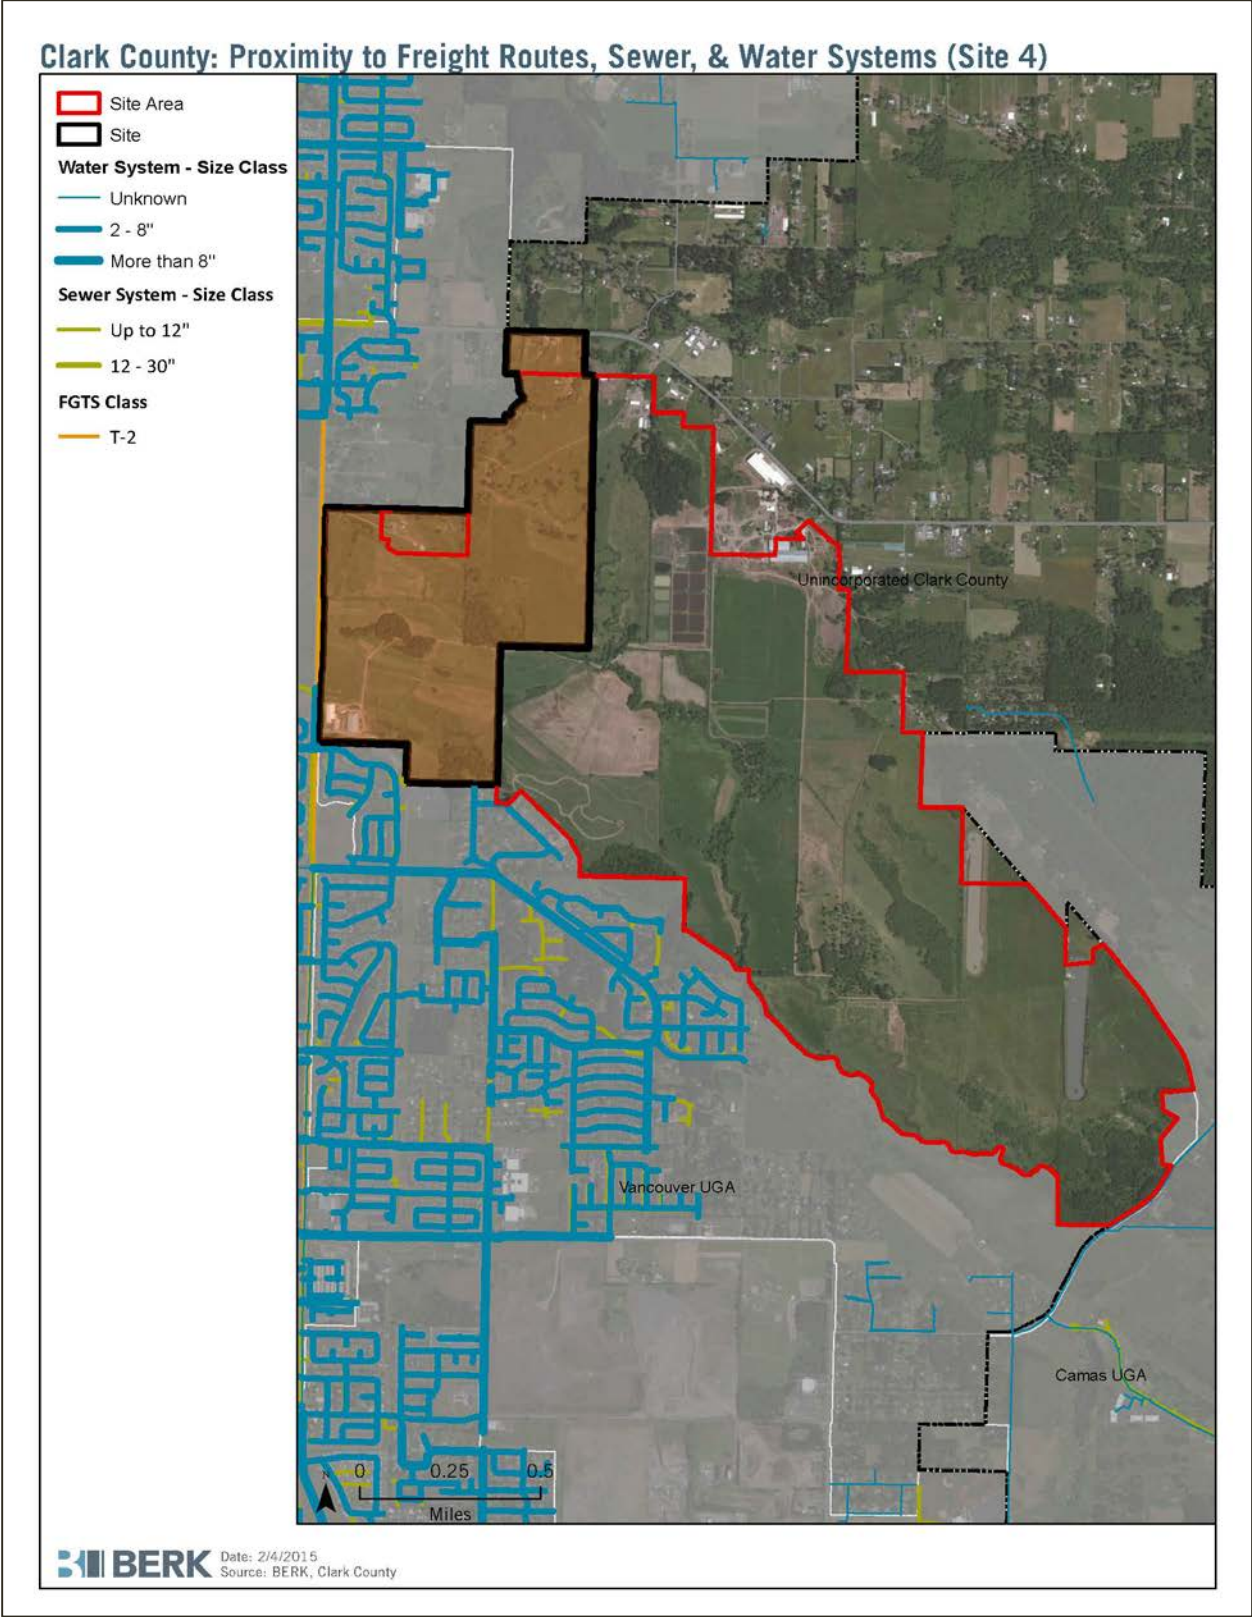 Clark County: Proximity to Freight Routes, Sewer, & Water Systems (Site 4)
Site Area
Site
Water System - Size Class
Unknown
2 - 8"
More than 8"
Sewer System - Size Class
Up to 12"
12 - 30"
FGTS Class
T-2
Unincorporated Clark County
Vancouver UGA
Camas UGA
N
0 0.25 0.5
Miles
BERK
Date: 2/4/2015
Source: BERK, Clark County